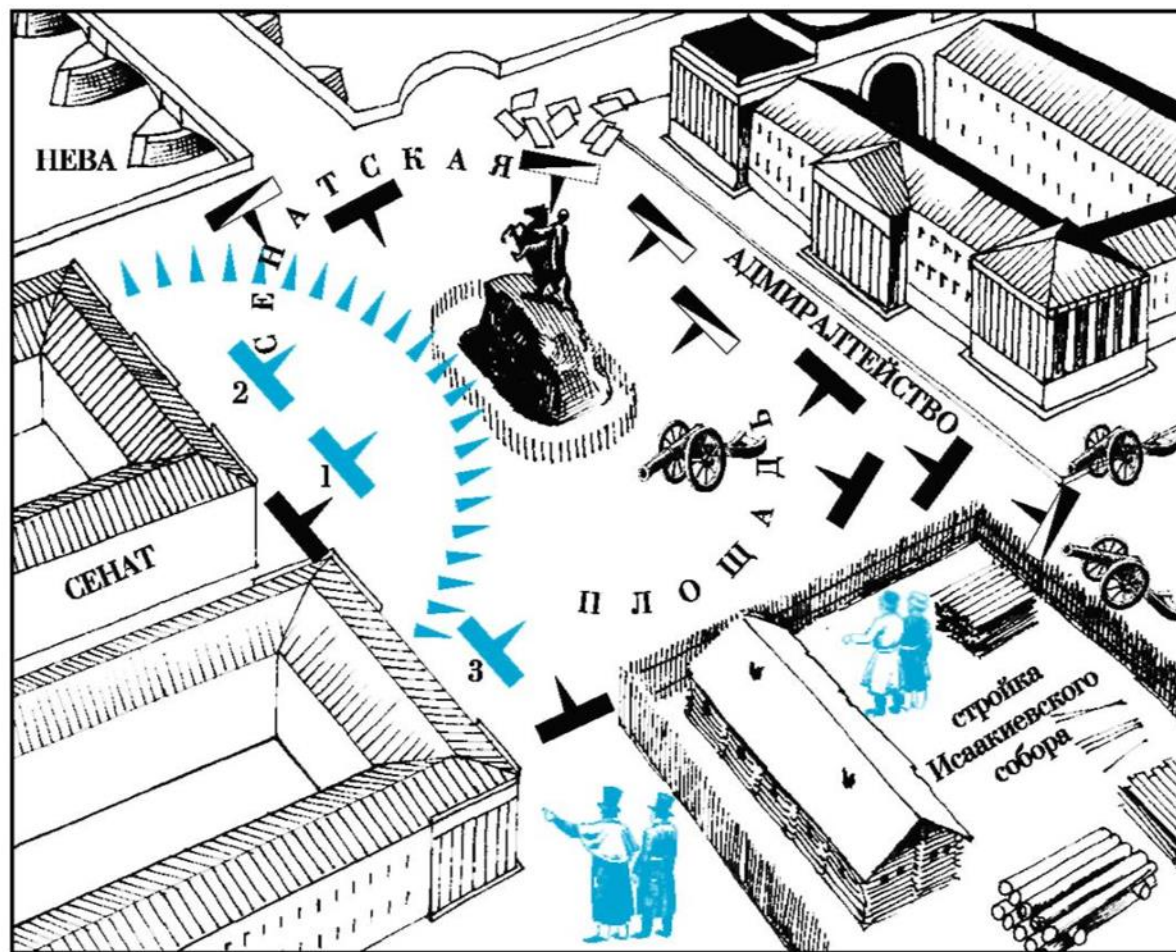 НЕВА
СЕНАТСКАЯ
ПЛОЩАДЬ
АДМИРАЛТЕЙСТВО
2
1
СЕНАТ
3
стройка
Исаакиевского
собора